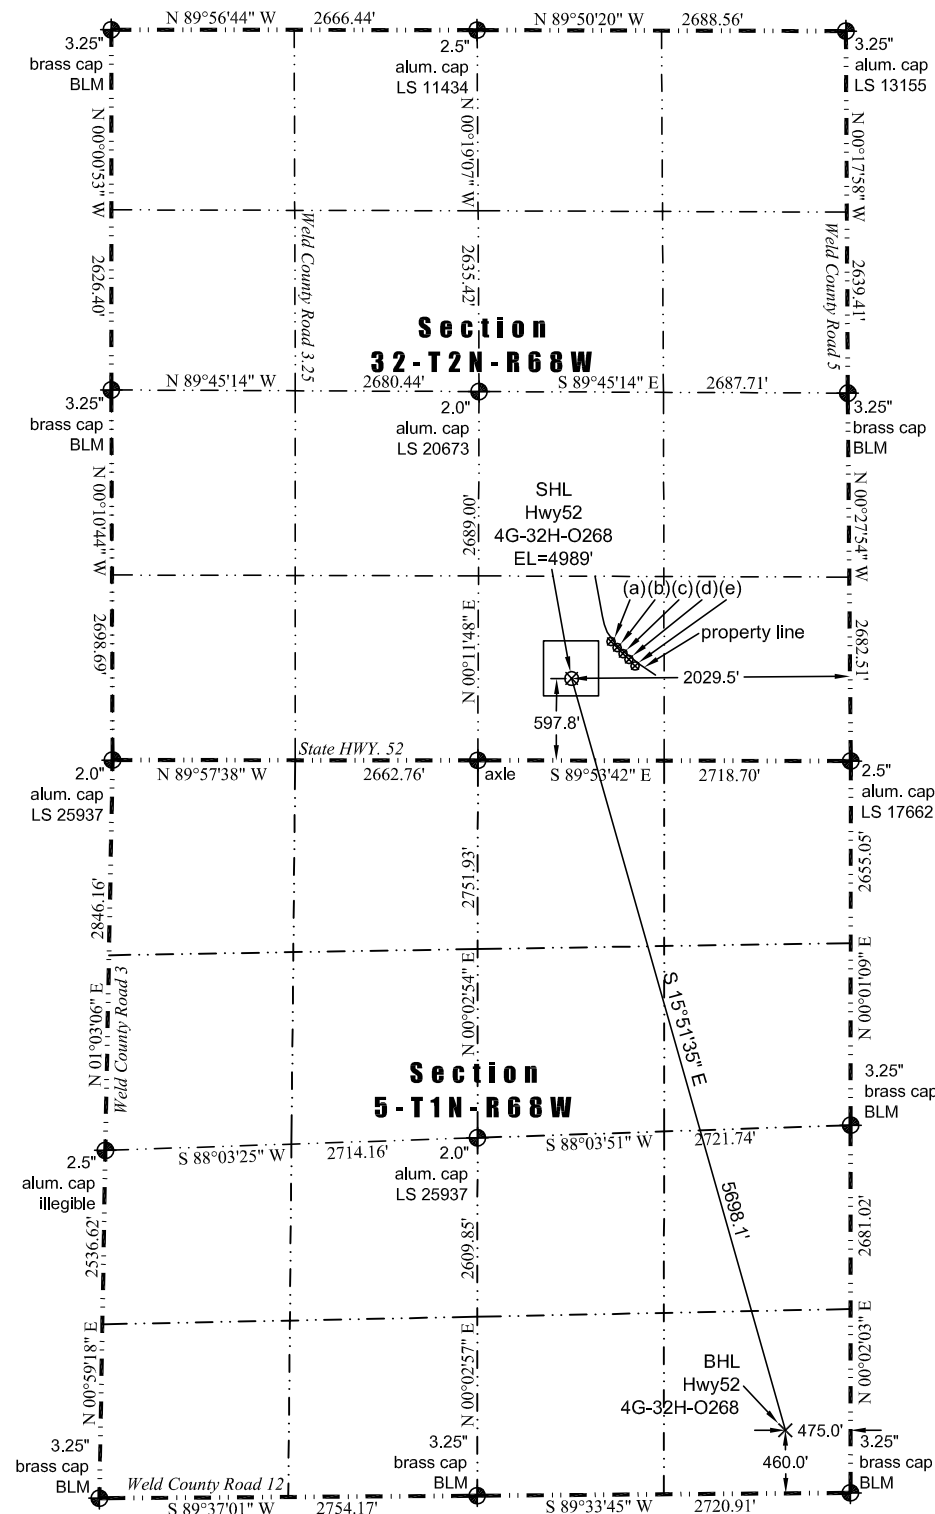 N 89°56'44" W 2666.44'
N 89°50'20" W 2688.56'
3.25"
brass cap
BLM
2.5"
alum. cap
LS 11434
3.25"
alum. cap
LS 13155
N 00°00'53" W
2626.40'
N 00°19'07" W
2635.42'
N 00°17'58" W
2639.41'
Weld County Road 3.25
Weld County Road 5
Section
32-T2N-R68W
N 89°45'14" W 2680.44'
S 89°45'14" E 2687.71'
3.25"
brass cap
BLM
2.0"
alum. cap
LS 20673
3.25"
brass cap
BLM
N 00°10'44" W
2698.69'
2689.00'
N 00°11'48" E
N 00°27'54" W
2682.51'
SHL
Hwy52
4G-32H-O268
EL=4989'
(a)(b)(c)(d)(e)
property line
2029.5'
597.8'
State HWY. 52
N 89°57'38" W 2662.76'
axle
S 89°53'42" E 2718.70'
2.0"
alum. cap
LS 25937
2.5"
alum. cap
LS 17662
2846.16'
N 01°03'06" E
Weld County Road 3
2751.93'
N 00°02'54" E
2655.05'
N 00°01'09" E
S 15°51'35" E
5698.1'
Section
5-T1N-R68W
3.25"
brass cap
BLM
S 88°03'25" W 2714.16'
S 88°03'51" W 2721.74'
2.5"
alum. cap
illegible
2.0"
alum. cap
LS 25937
2536.62'
N 00°59'18" E
2609.85'
N 00°02'57" E
2681.02'
N 00°02'03" E
BHL
Hwy52
4G-32H-O268
475.0'
460.0'
3.25"
brass cap
BLM
3.25"
brass cap
BLM
3.25"
brass cap
BLM
Weld County Road 12
S 89°37'01" W 2754.17'
S 89°33'45" W 2720.91'